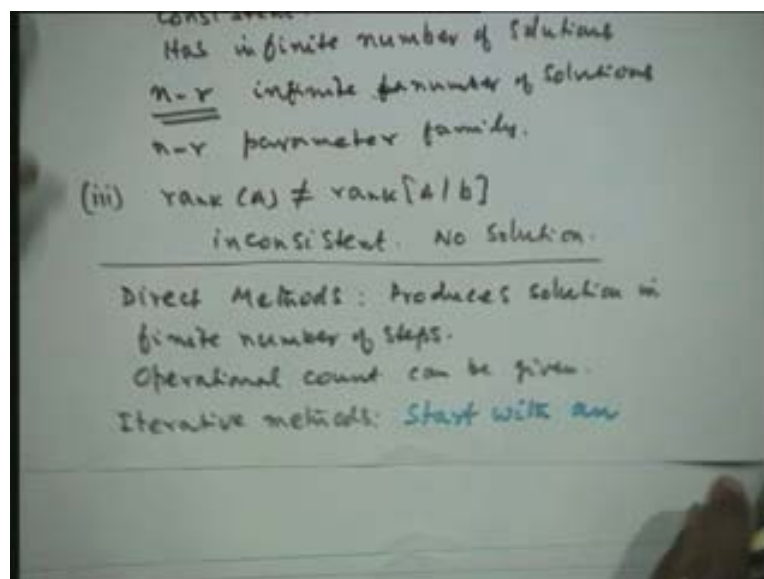 Has infinite number of solutions
n-r infinite number of solutions
n-r parameter family.
(iii) rank (A) ≠ rank [A/b]
inconsistent. No solution.
Direct Methods: Produces solution in
finite number of steps.
Operational count can be given.
Iterative methods: Start with an